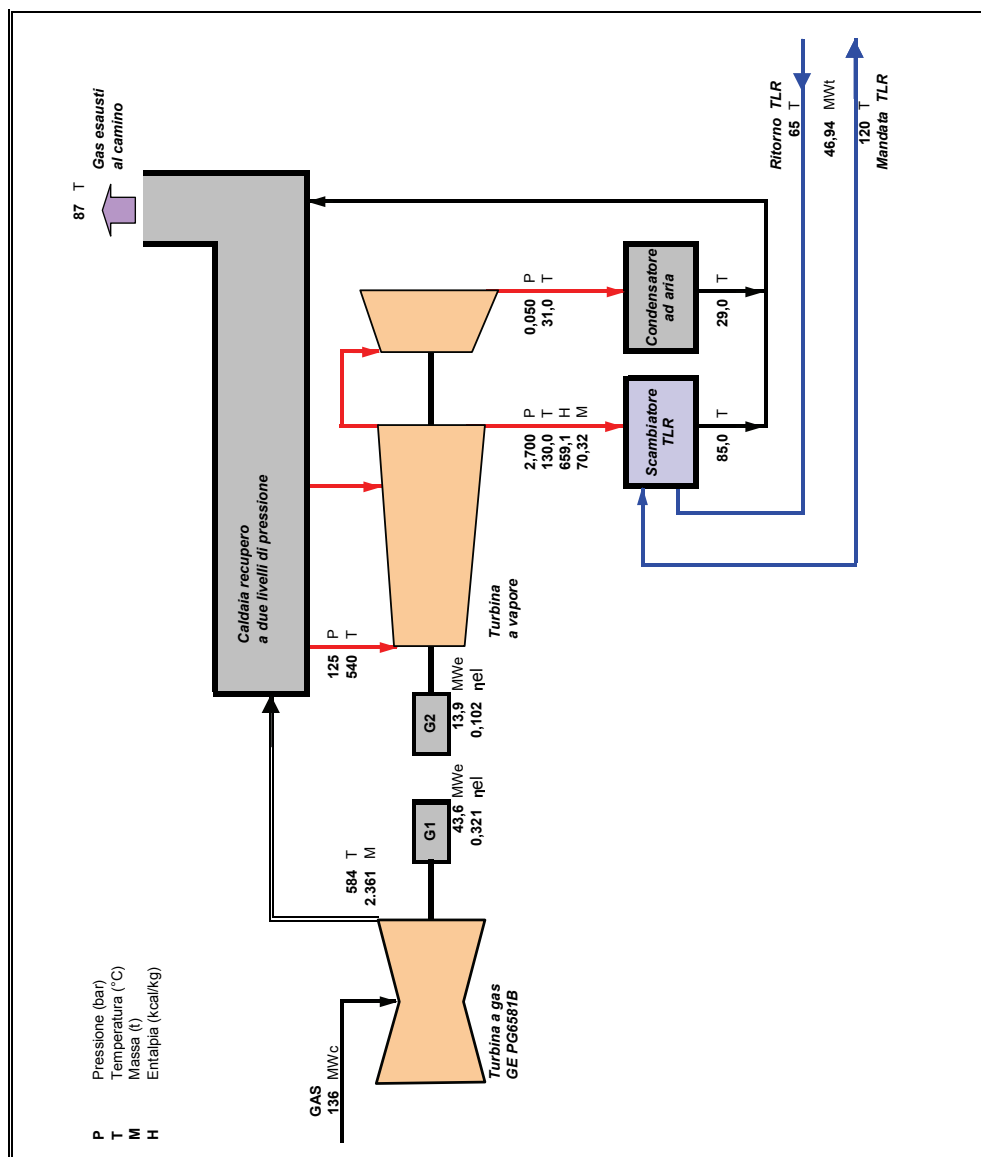 P Pressione (bar)
T Temperatura (°C)
M Massa (t)
H Entalpia (kcal/kg)
GAS
136 MWc
Turbina a gas
GE PG6581B
584 T
2.361 M
G1
43,6 MWe
0,321 ηel
G2
13,9 MWe
0,102 ηel
Caldaia recupero
a due livelli di pressione
125 P
540 T
Turbina
a vapore
87 T
Gas esausti
al camino
2,700 P
130,0 T
659,1 H
70,32 M
0,050 P
31,0 T
Scambiatore
TLR
Condensatore
ad aria
85,0 T
29,0 T
Ritorno TLR
65 T
46,94 MWt
120 T
Mandata TLR